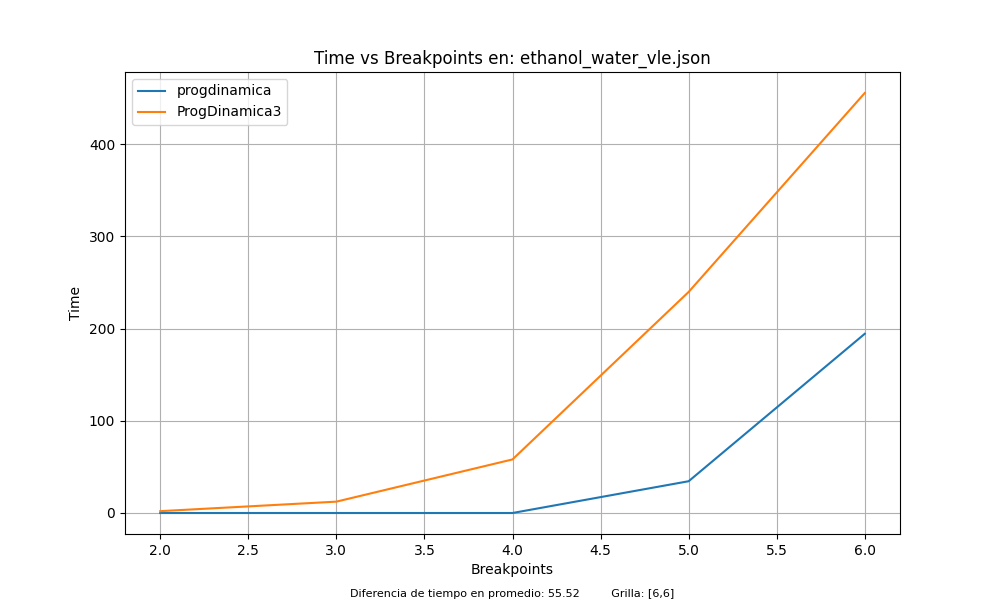 Time vs Breakpoints en: ethanol_water_vle.json
progdinamica
ProgDinamica3
Time
400
300
200
100
0
2.0 2.5 3.0 3.5 4.0 4.5 5.0 5.5 6.0
Breakpoints
Diferencia de tiempo en promedio: 55.52 Grilla: [6,6]